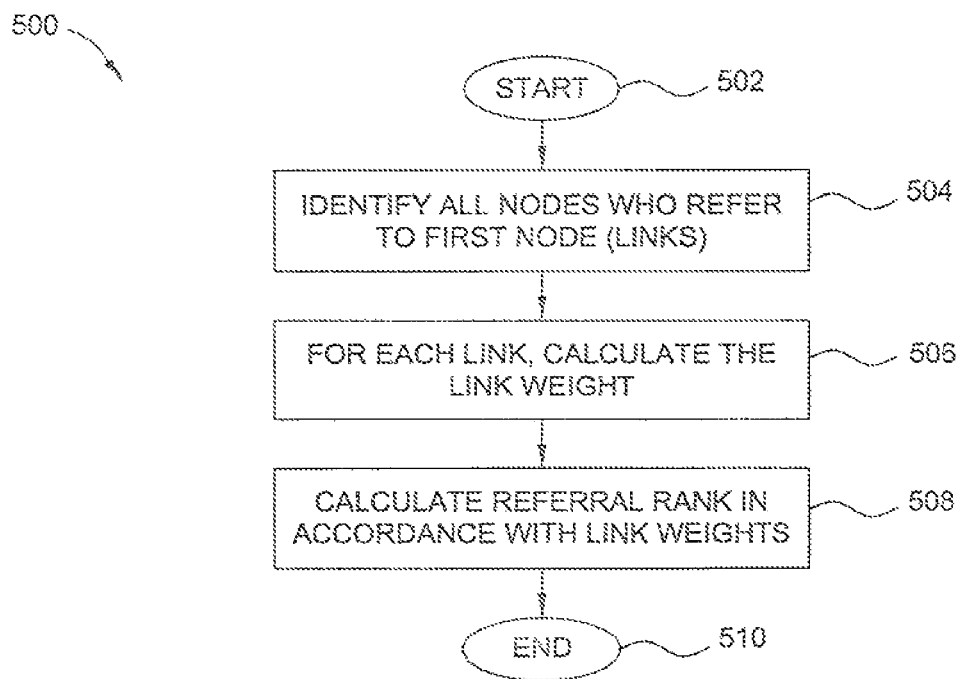 500
START
502
IDENTIFY ALL NODES WHO REFER
TO FIRST NODE (LINKS)
504
FOR EACH LINK, CALCULATE THE
LINK WEIGHT
506
CALCULATE REFERRAL RANK IN
ACCORDANCE WITH LINK WEIGHTS
508
END
510